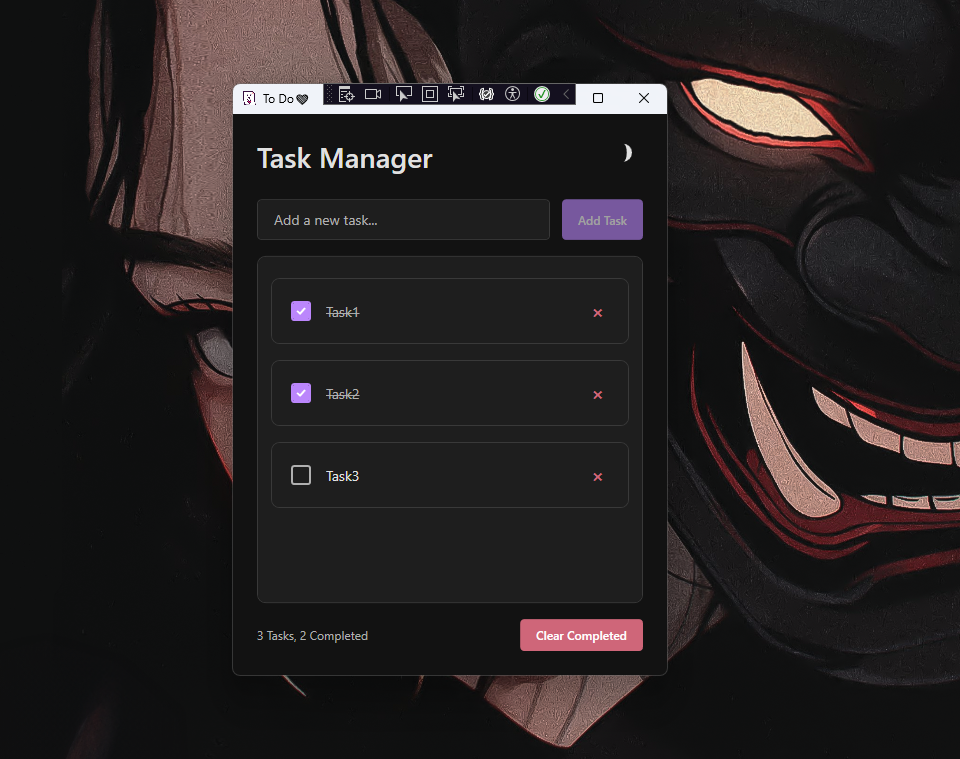 To Do🖤
Task Manager
Add a new task...
Add Task
Task1
Task2
Task3
3 Tasks, 2 Completed
Clear Completed